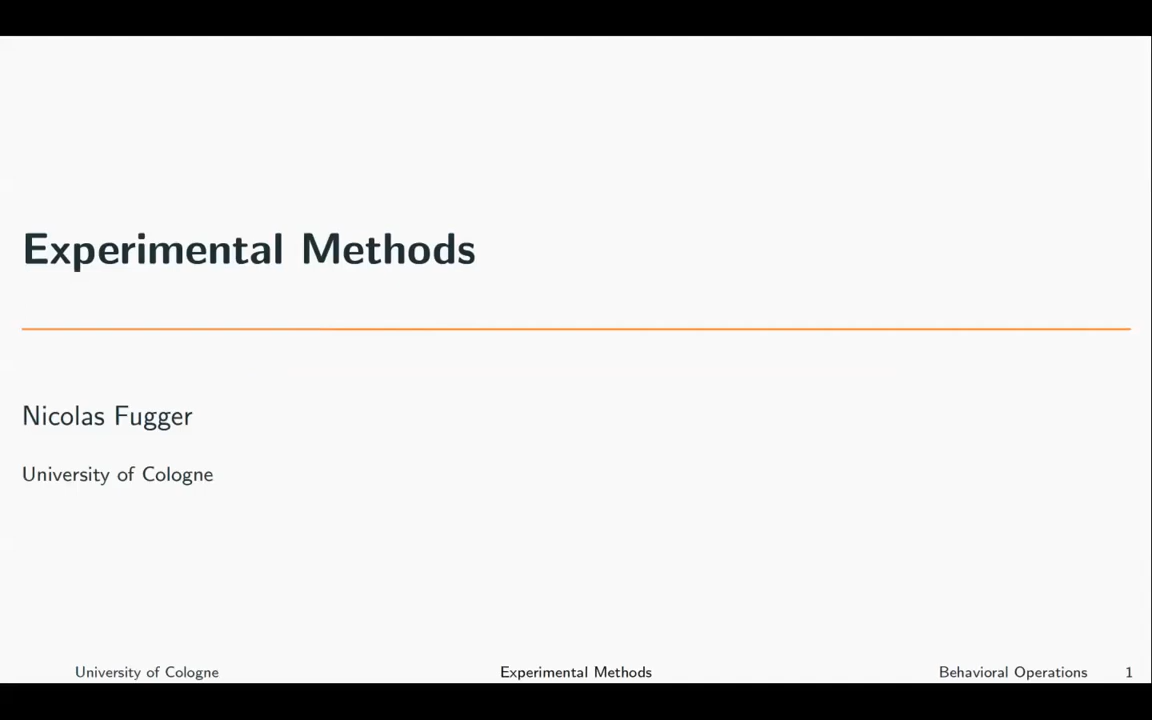 Experimental Methods
Nicolas Fugger
University of Cologne
University of Cologne Experimental Methods Behavioral Operations 1